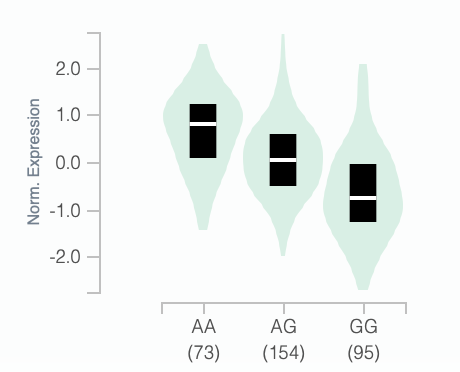 Norm. Expression
2.0
1.0
0.0
-1.0
-2.0
AA AG GG
(73) (154) (95)